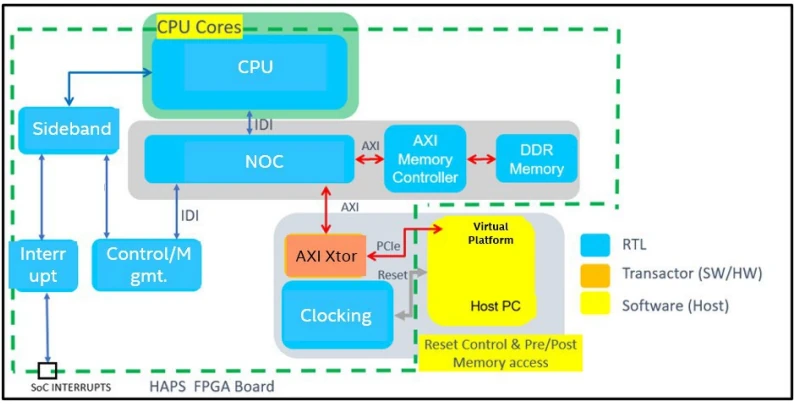 CPU Cores
CPU
Sideband
IDI
NOC
AXI
AXI
Memory
Controller
DDR
Memory
IDI
AXI
Interr
upt
Control/M
gmt.
AXI Xtor
PCIe
Virtual
Platform
Reset
Clocking
Host PC
RTL
Transactor (SW/HW)
Software (Host)
Reset Control & Pre/Post
Memory access
SoC INTERRUPTS
HAPS FPGA Board